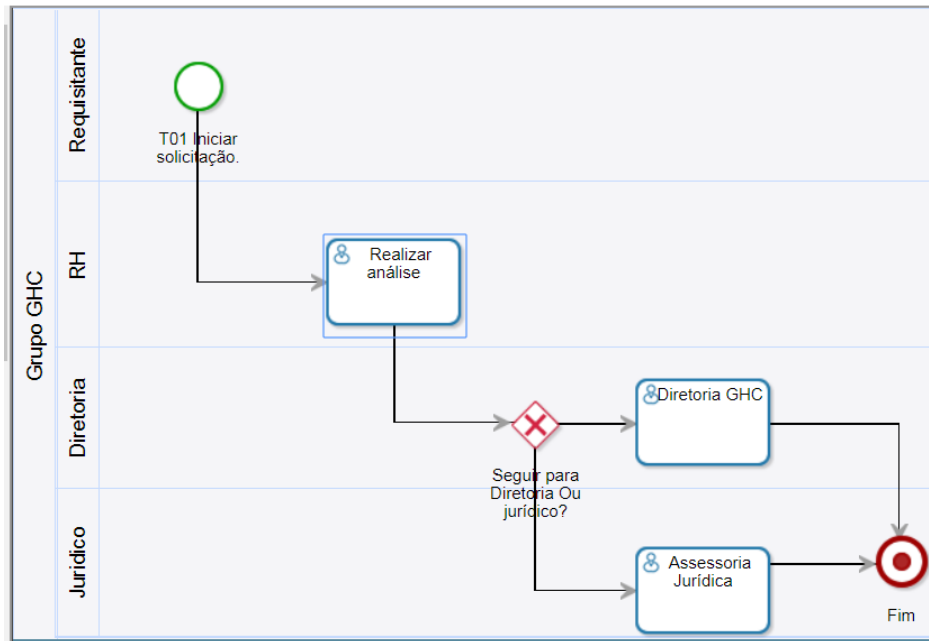 Grupo GHC
Requisitante
T01 Iniciar
solicitação.
RH
Realizar
análise
Diretoria
Seguir para
Diretoria Ou
jurídico?
Diretoria GHC
Jurídico
Assessoria
Jurídica
Fim